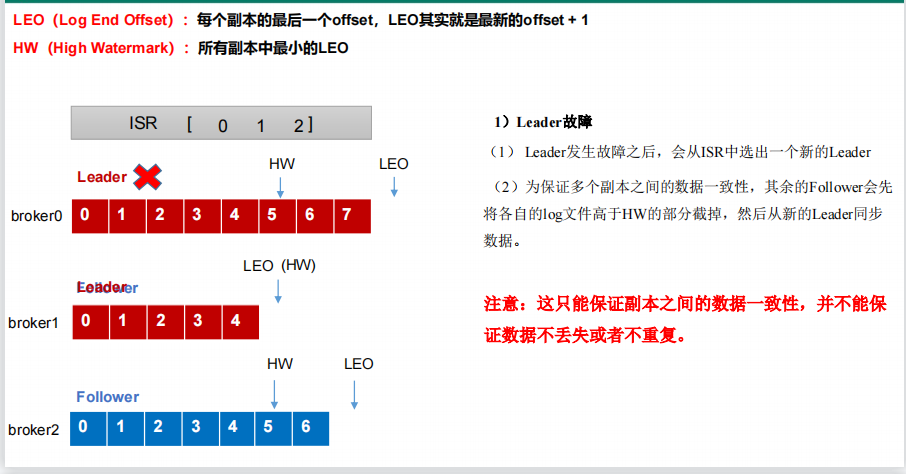 LEO（Log End Offset）：每个副本的最后一个offset，LEO其实就是最新的offset + 1
HW（High Watermark）：所有副本中最小的LEO
ISR [ 0 1 2 ]
HW LEO
Leader
broker0 0 1 2 3 4 5 6 7
LEO (HW)
Follower
Leader
broker1 0 1 2 3 4
HW LEO
Follower
broker2 0 1 2 3 4 5 6
1）Leader故障
（1） Leader发生故障之后，会从ISR中选出一个新的Leader
（2）为保证多个副本之间的数据一致性，其余的Follower会先
将各自的log文件高于HW的部分截掉，然后从新的Leader同步
数据。
注意：这只能保证副本之间的数据一致性，并不能保
证数据不丢失或者不重复。